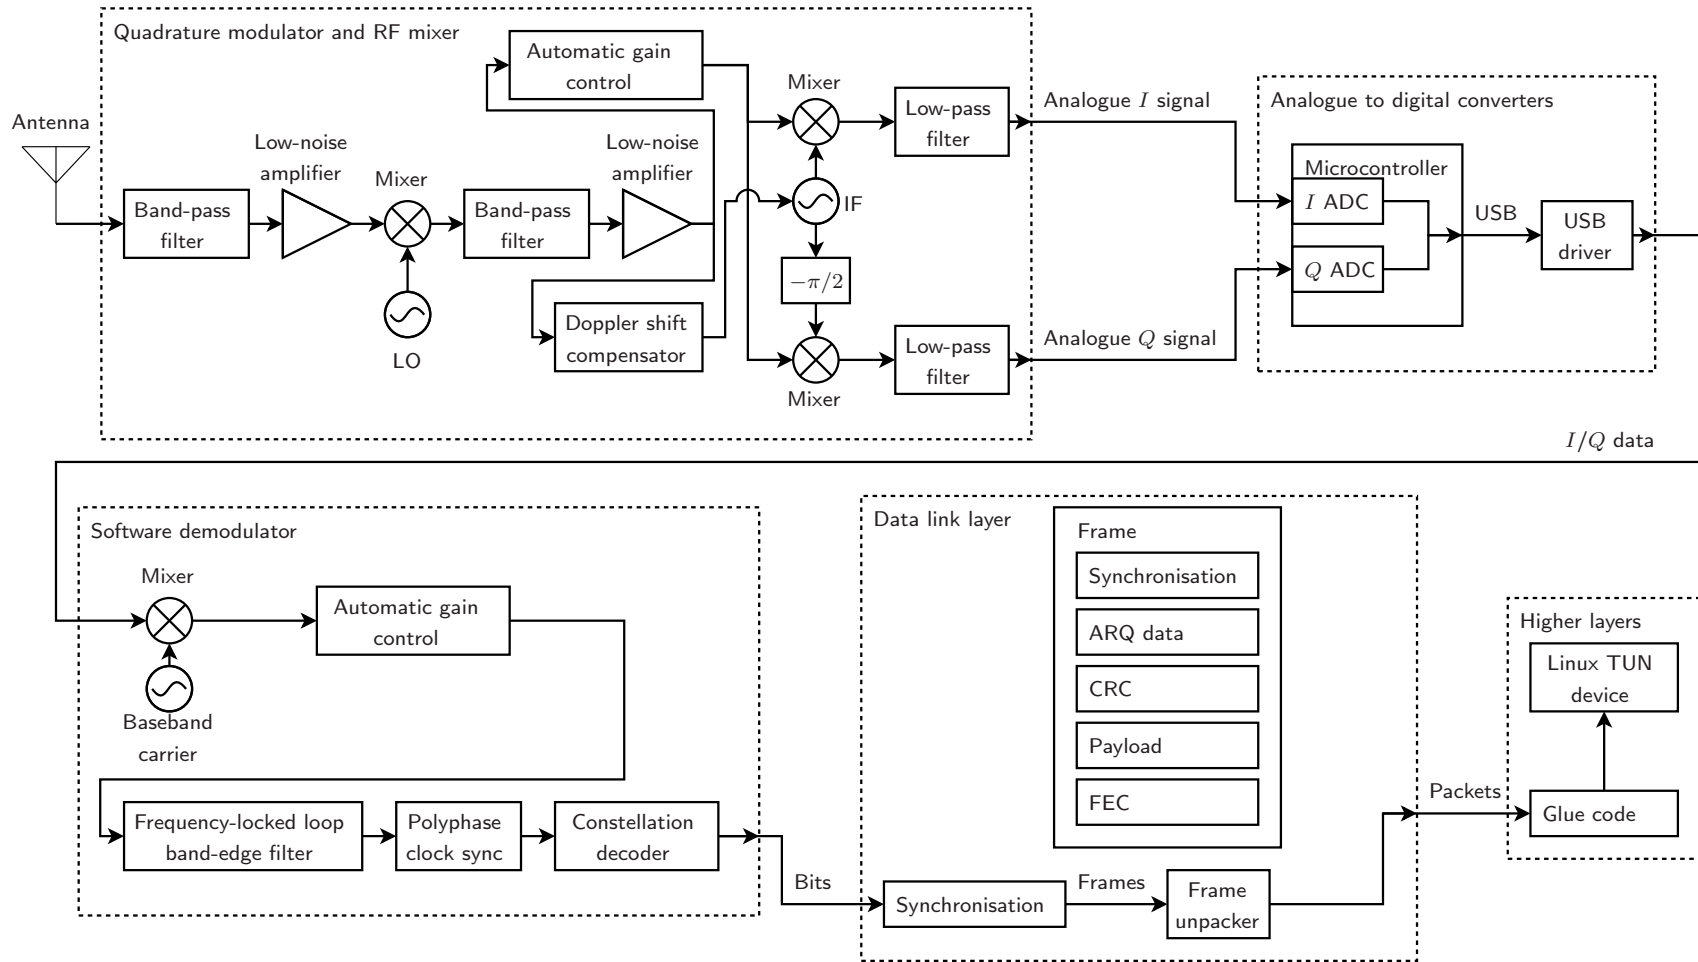 Quadrature modulator and RF mixer
Antenna
Band-pass
filter
Low-noise
amplifier
Mixer
LO
Band-pass
filter
Low-noise
amplifier
Automatic gain
control
Doppler shift
compensator
Mixer
IF
−π/2
Mixer
Low-pass
filter
Low-pass
filter
Analogue I signal
Analogue Q signal
Analogue to digital converters
Microcontroller
I ADC
Q ADC
USB
USB
driver
I/Q data
Software demodulator
Mixer
Baseband
carrier
Automatic gain
control
Frequency-locked loop
band-edge filter
Polyphase
clock sync
Constellation
decoder
Bits
Data link layer
Frame
Synchronisation
ARQ data
CRC
Payload
FEC
Synchronisation
Frames
Frame
unpacker
Packets
Higher layers
Linux TUN
device
Glue code